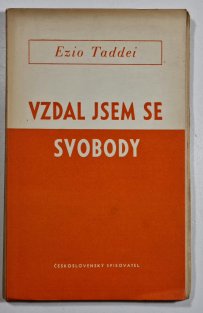 Ezio Taddei
VZDAL JSEM SE
SVOBODY
ČESKOSLOVENSKÝ SPISOVATEL